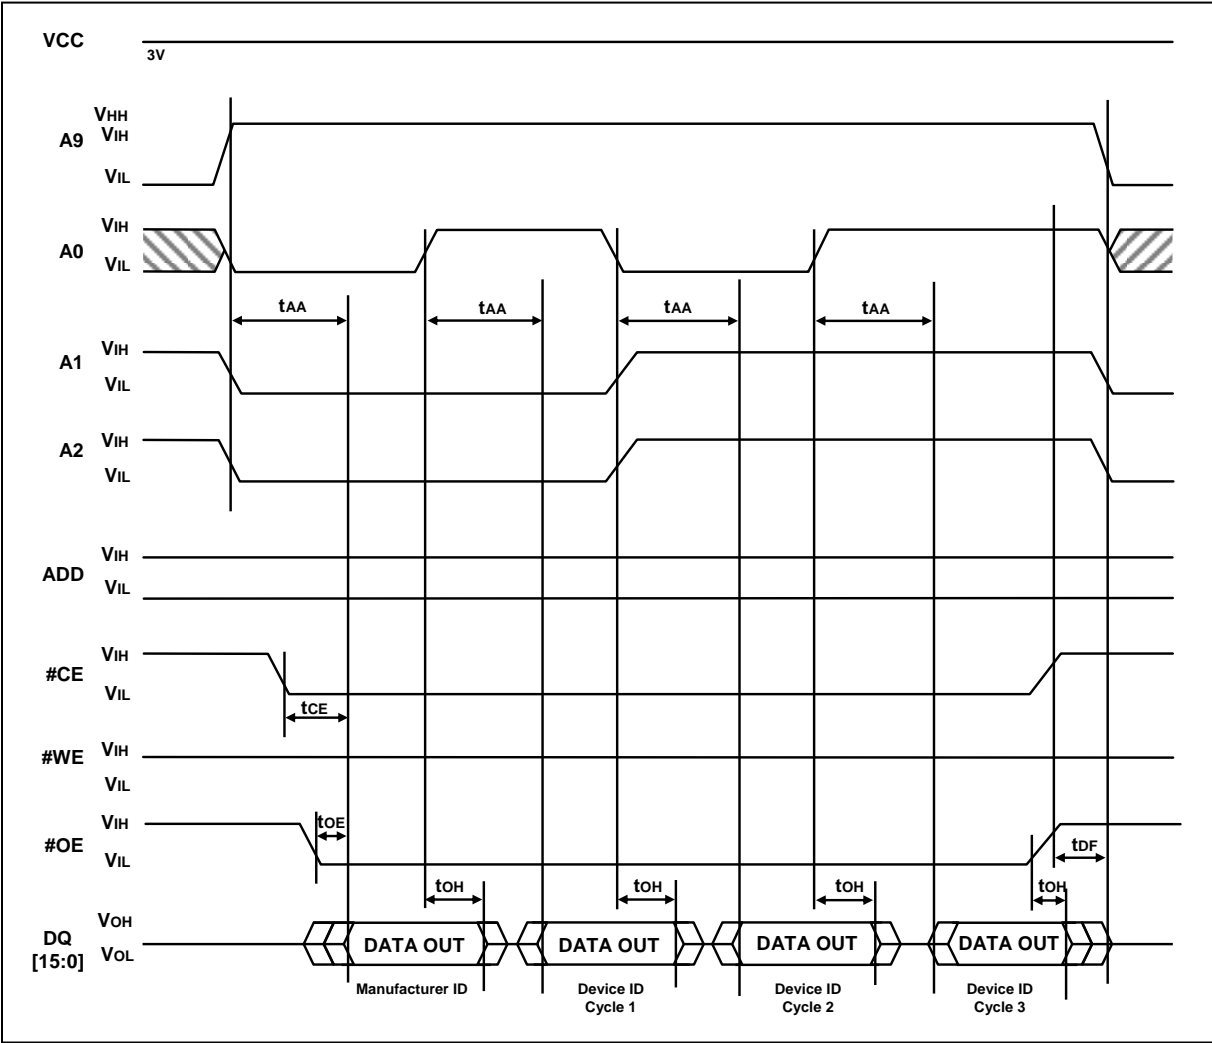 VCC
3V
VHH
A9 VIH
VIL
VIH
A0
VIL
tAA tAA tAA tAA
VIH
A1
VIL
VIH
A2
VIL
VIH
ADD
VIL
VIH
#CE
VIL
tCE
#WE VIH
VIL
VIH
tOE
#OE
VIL
tDF
tOH tOH tOH tOH
VOH
DQ
[15:0]
VOL
DATA OUT DATA OUT DATA OUT DATA OUT
Manufacturer ID
Device ID
Cycle 1
Device ID
Cycle 2
Device ID
Cycle 3